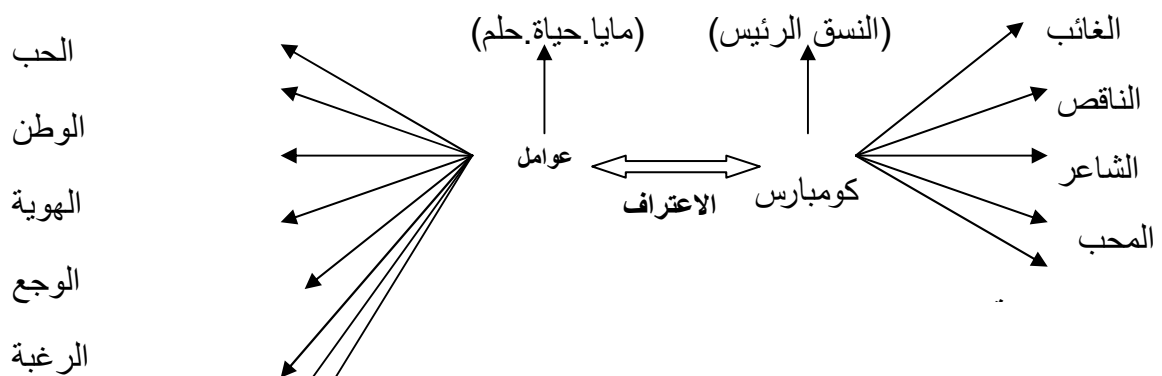 الغائب
(النسق الرئيس)
(مايا.حياة.حلم)
الحب
الناقص
الوطن
الشاعر
عوامل
كومبارس
الاعتراف
الهوية
المحب
الوجع
الرغبة